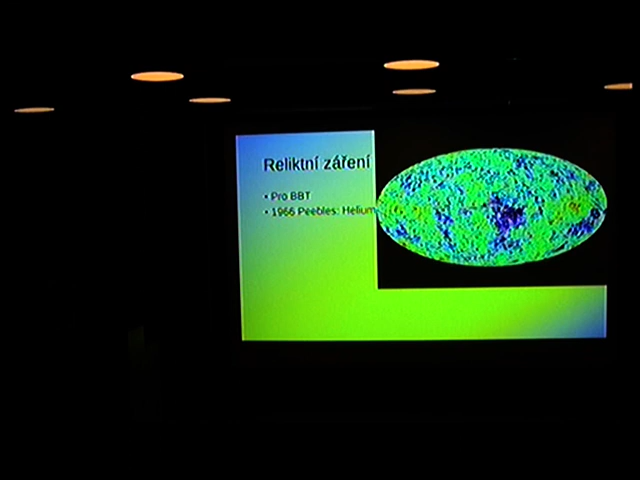 Reliktní záření
• Pro BBT
• 1966 Peebles: Helium